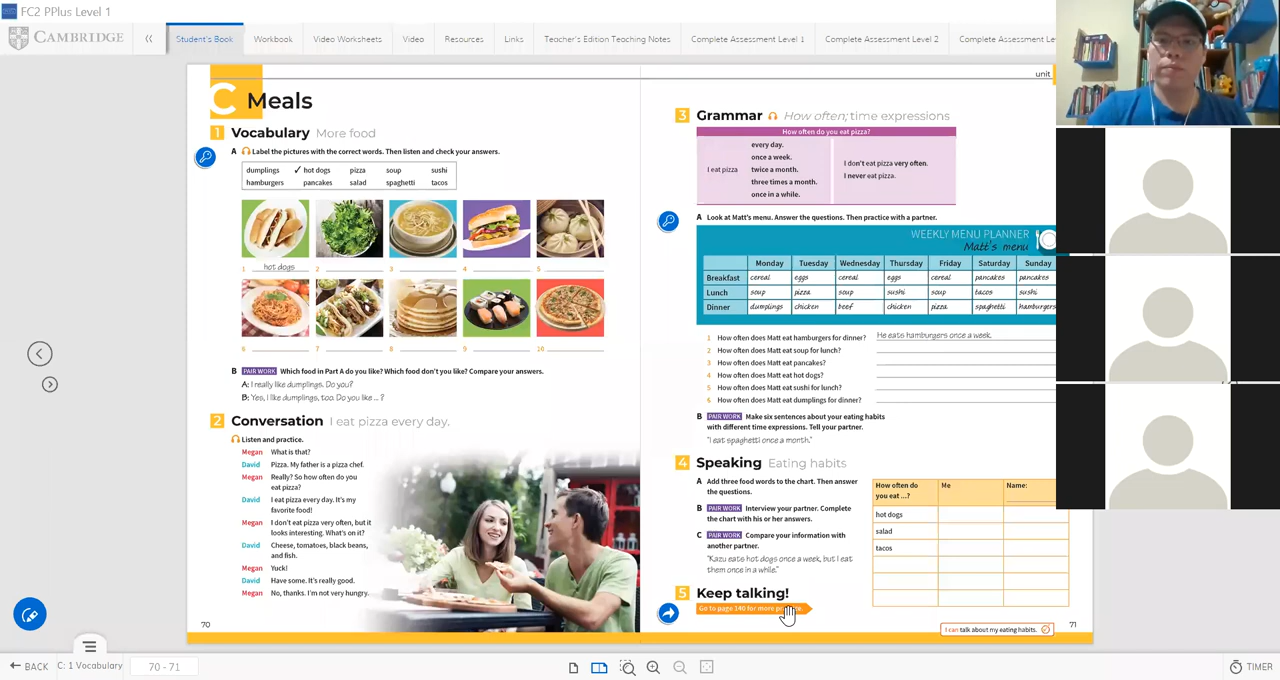 FC2 PPlus Level 1
CAMBRIDGE
Student's Book
Workbook
Video Worksheets
Video
Resources
Links
Teacher's Edition Teaching Notes
Complete Assessment Level 1
Complete Assessment Level 2
Complete Assessment Le
C Meals
1 Vocabulary More food
A Label the pictures with the correct words. Then listen and check your answers.
dumplings ✓ hot dogs pizza soup sushi
hamburgers pancakes salad spaghetti tacos
1 hot dogs 2 3 4 5
6 7 8 9 10
B PAIR WORK Which food in Part A do you like? Which food don't you like? Compare your answers.
A: I really like dumplings. Do you?
B: Yes, I like dumplings, too. Do you like ... ?
2 Conversation I eat pizza every day.
Listen and practice.
Megan What is that?
David Pizza. My father is a pizza chef.
Megan Really? So how often do you
eat pizza?
David I eat pizza every day. It's my
favorite food!
Megan I don't eat pizza very often, but it
looks interesting. What's on it?
David Cheese, tomatoes, black beans,
and fish.
Megan Yuck!
David Have some. It's really good.
Megan No, thanks. I'm not very hungry.
70
unit
3 Grammar How often; time expressions
How often do you eat pizza?
I eat pizza
every day.
once a week.
twice a month.
three times a month.
once in a while.
I don't eat pizza very often.
I never eat pizza.
A Look at Matt's menu. Answer the questions. Then practice with a partner.
WEEKLY MENU PLANNER
Matt's menu
Monday Tuesday Wednesday Thursday Friday Saturday Sunday
Breakfast cereal eggs cereal eggs cereal pancakes pancakes
Lunch soup pizza soup sushi soup tacos sushi
Dinner dumplings chicken beef chicken pizza spaghetti hamburgers
1 How often does Matt eat hamburgers for dinner? He eats hamburgers once a week.
2 How often does Matt eat soup for lunch?
3 How often does Matt eat pancakes?
4 How often does Matt eat hot dogs?
5 How often does Matt eat sushi for lunch?
6 How often does Matt eat dumplings for dinner?
B PAIR WORK Make six sentences about your eating habits
with different time expressions. Tell your partner.
"I eat spaghetti once a month."
4 Speaking Eating habits
A Add three food words to the chart. Then answer
the questions.
B PAIR WORK Interview your partner. Complete
the chart with his or her answers.
C PAIR WORK Compare your information with
another partner.
"Kazu eats hot dogs once a week, but I eat
them once in a while."
How often do
you eat ...?
Me
Name:
hot dogs
salad
tacos
5 Keep talking!
Go to page 140 for more
I can talk about my eating habits.
71
BACK
C: 1 Vocabulary
70 - 71
TIMER